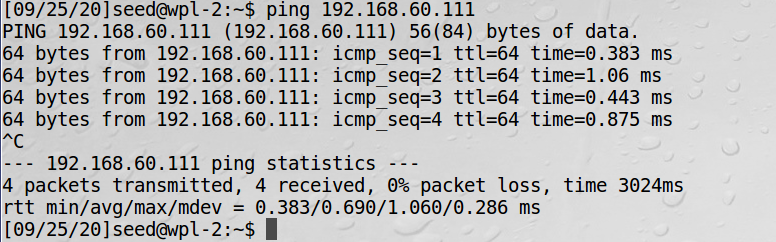 [09/25/20]seed@wpl-2:~$ ping 192.168.60.111
PING 192.168.60.111 (192.168.60.111) 56(84) bytes of data.
64 bytes from 192.168.60.111: icmp_seq=1 ttl=64 time=0.383 ms
64 bytes from 192.168.60.111: icmp_seq=2 ttl=64 time=1.06 ms
64 bytes from 192.168.60.111: icmp_seq=3 ttl=64 time=0.443 ms
64 bytes from 192.168.60.111: icmp_seq=4 ttl=64 time=0.875 ms
^C
--- 192.168.60.111 ping statistics ---
4 packets transmitted, 4 received, 0% packet loss, time 3024ms
rtt min/avg/max/mdev = 0.383/0.690/1.060/0.286 ms
[09/25/20]seed@wpl-2:~$